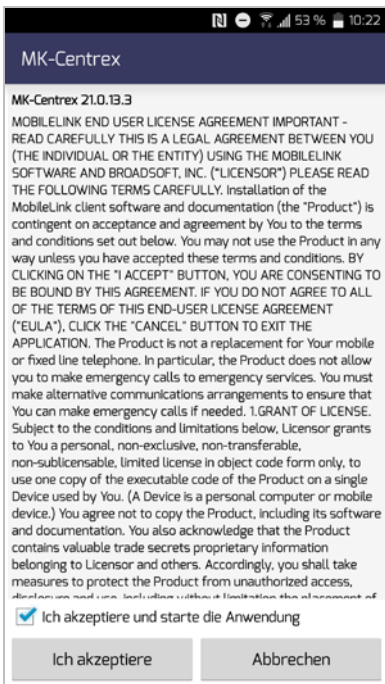 53 % 10:22
MK-Centrex
MK-Centrex 21.0.13.3
MOBILELINK END USER LICENSE
AGREEMENT IMPORTANT -
READ CAREFULLY THIS IS A LEGAL AGREEMENT BETWEEN YOU
(THE INDIVIDUAL OR THE ENTITY) USING THE MOBILELINK
SOFTWARE AND BROADSOFT, INC. ("LICENSOR") PLEASE READ
THE FOLLOWING TERMS CAREFULLY. Installation of the
MobileLink client software and documentation (the "Product") is
contingent on acceptance and agreement by You to the terms
and conditions set out below. You may not use the Product in any
way unless you have accepted these terms and conditions. BY
CLICKING ON THE "I ACCEPT" BUTTON, YOU ARE CONSENTING TO
BE BOUND BY THIS AGREEMENT. IF YOU DO NOT AGREE TO ALL
OF THE TERMS OF THIS END-USER LICENSE AGREEMENT
("EULA"), CLICK THE "CANCEL" BUTTON TO EXIT THE
APPLICATION. The Product is not a replacement for Your mobile
or fixed line telephone. In particular, the Product does not allow
you to make emergency calls to emergency services. You must
make alternative communications arrangements to ensure that
You can make emergency calls if needed. 1.GRANT OF LICENSE.
Subject to the conditions and limitations below, Licensor grants
to You a personal, non-exclusive, non-transferable,
non-sublicensable, limited license in object code form only, to
use one copy of the executable code of the Product on a single
Device used by You. (A Device is a personal computer or mobile
device.) You agree not to copy the Product, including its software
and documentation. You also acknowledge that the Product
contains valuable trade secrets proprietary information
belonging to Licensor and others. Accordingly, you shall take
measures to protect the Product from unauthorized access,
disclosure and use, including without limitation the placement of
Ich akzeptiere und starte die Anwendung
Ich akzeptiere
Abbrechen